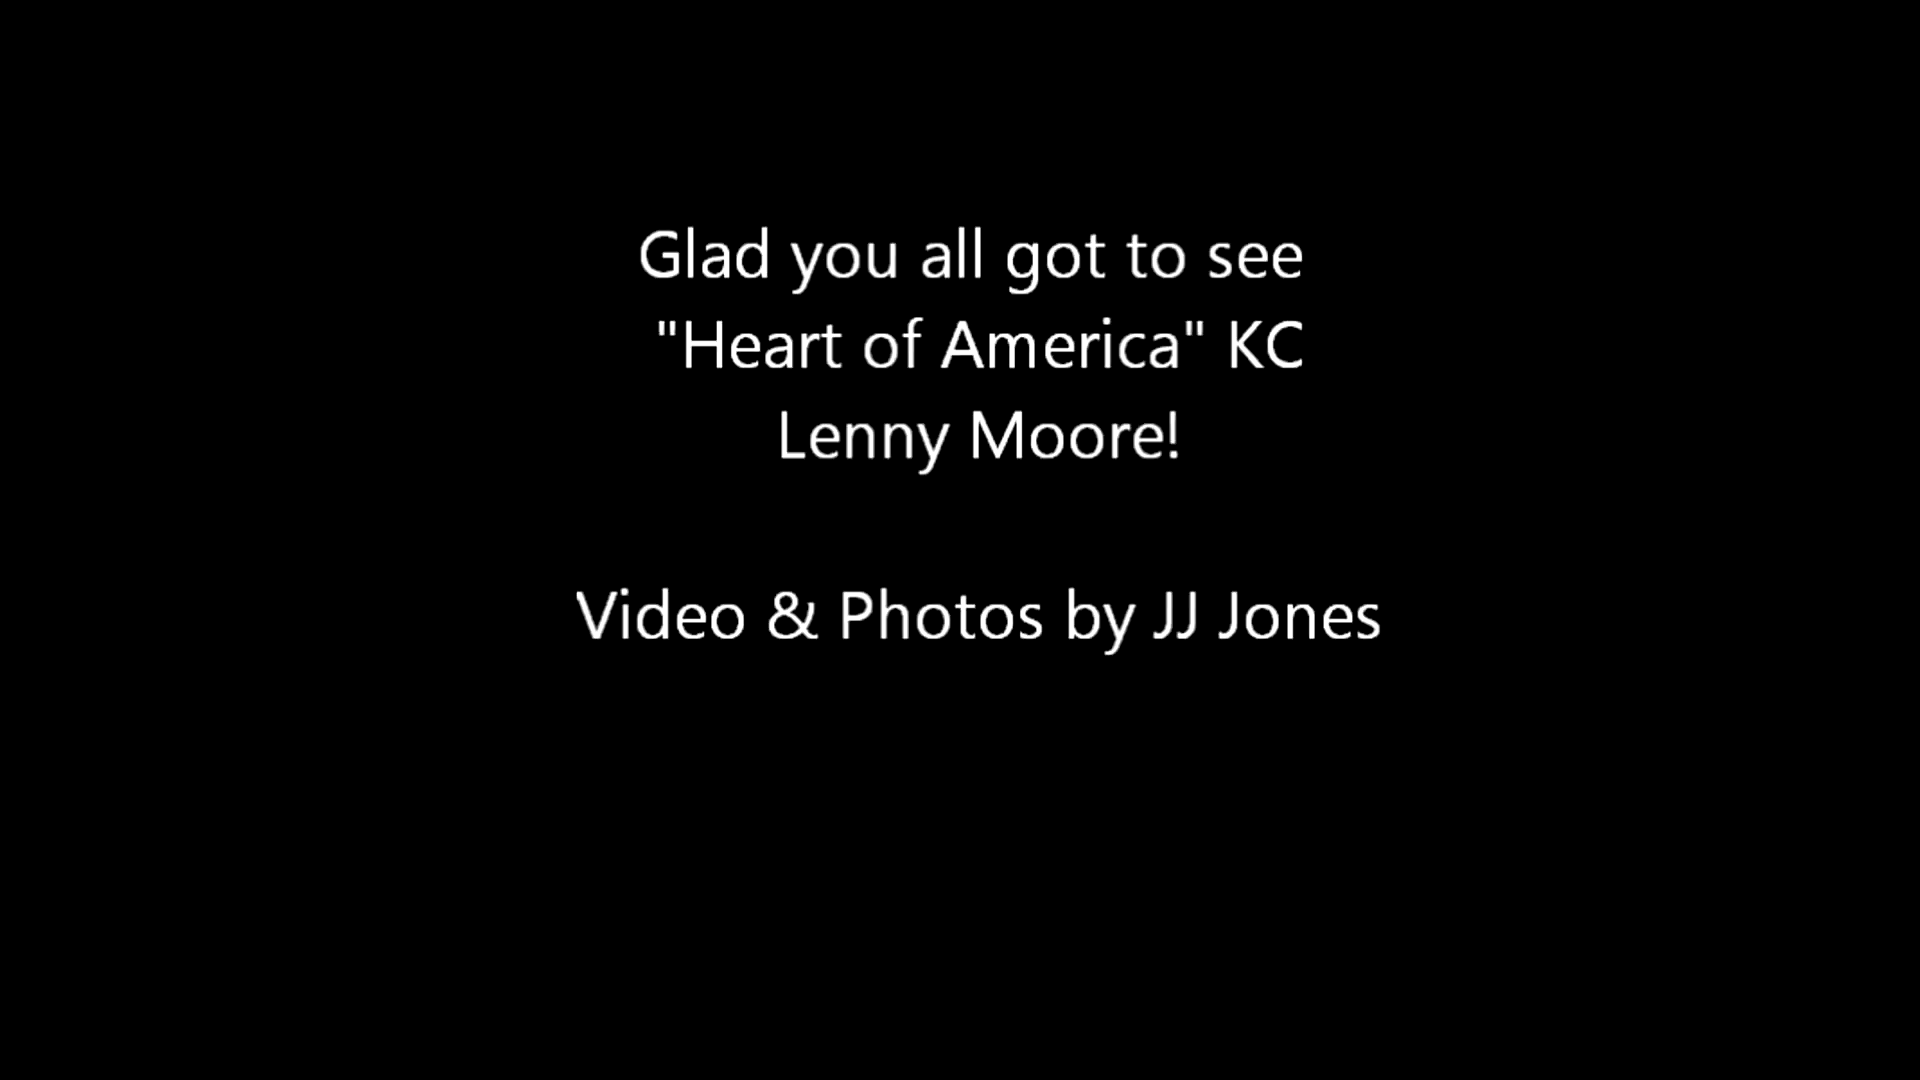 Glad you all got to see
"Heart of America" KC
Lenny Moore!
Video & Photos by JJ Jones